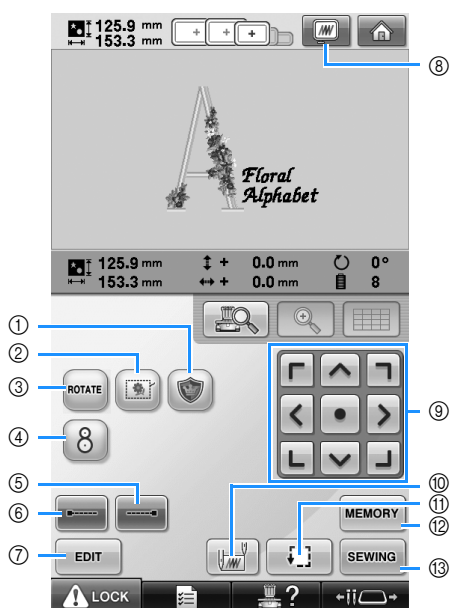 125.9 mm
153.3 mm
⑧
Floral
Alphabet
125.9 mm + 0.0 mm 0°
153.3 mm + 0.0 mm 8
①
②
③ ROTATE
④ 8
⑨
⑤
⑥
⑩
⑪
MEMORY ⑫
⑦ EDIT
SEWING ⑬
LOCK ?